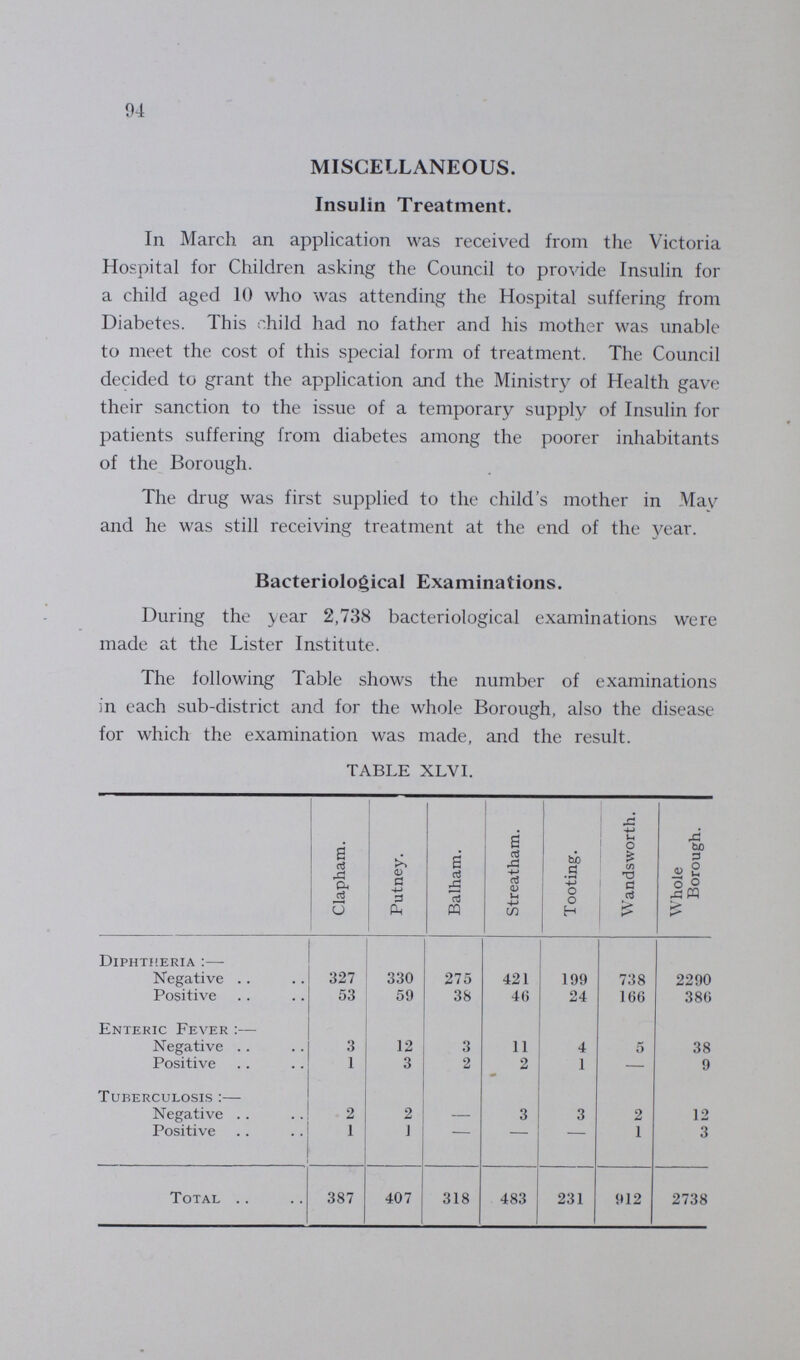 94
MISCELLANEOUS.
Insulin Treatment.
In March an application was received from the Victoria
Hospital for Children asking the Council to provide Insulin for
a child aged 10 who was attending the Hospital suffering from
Diabetes. This child had no father and his mother was unable
to meet the cost of this special form of treatment. The Council
decided to grant the application and the Ministry of Health gave
their sanction to the issue of a temporary supply of Insulin for
patients suffering from diabetes among the poorer inhabitants
of the Borough.
The drug was first supplied to the child's mother in May
and he was still receiving treatment at the end of the year.
Bacteriological Examinations.
During the year 2,738 bacteriological examinations were
made at the Lister Institute.
The following Table shows the number of examinations
in each sub-district and for the whole Borough, also the disease
for which the examination was made, and the result.
TABLE XLVI.
Clapham. Putney. Balham. Streatham. Tooting. Wandsworth. Whole Borough.
DIPHTHERIA :—
Negative .. .. 327 330 275 421 199 738 2290
Positive .. .. 53 59 38 46 24 166 386
ENTERIC FEVER :—
Negative .. .. 3 12 3 11 4 5 38
Positive .. .. 1 3 2 2 1 — 9
TUBERCULOSIS :—
Negative .. .. 2 2 — 3 3 2 12
Positive .. .. 1 1 — — — 1 3
TOTAL .. .. 387 407 318 483 231 912 2738